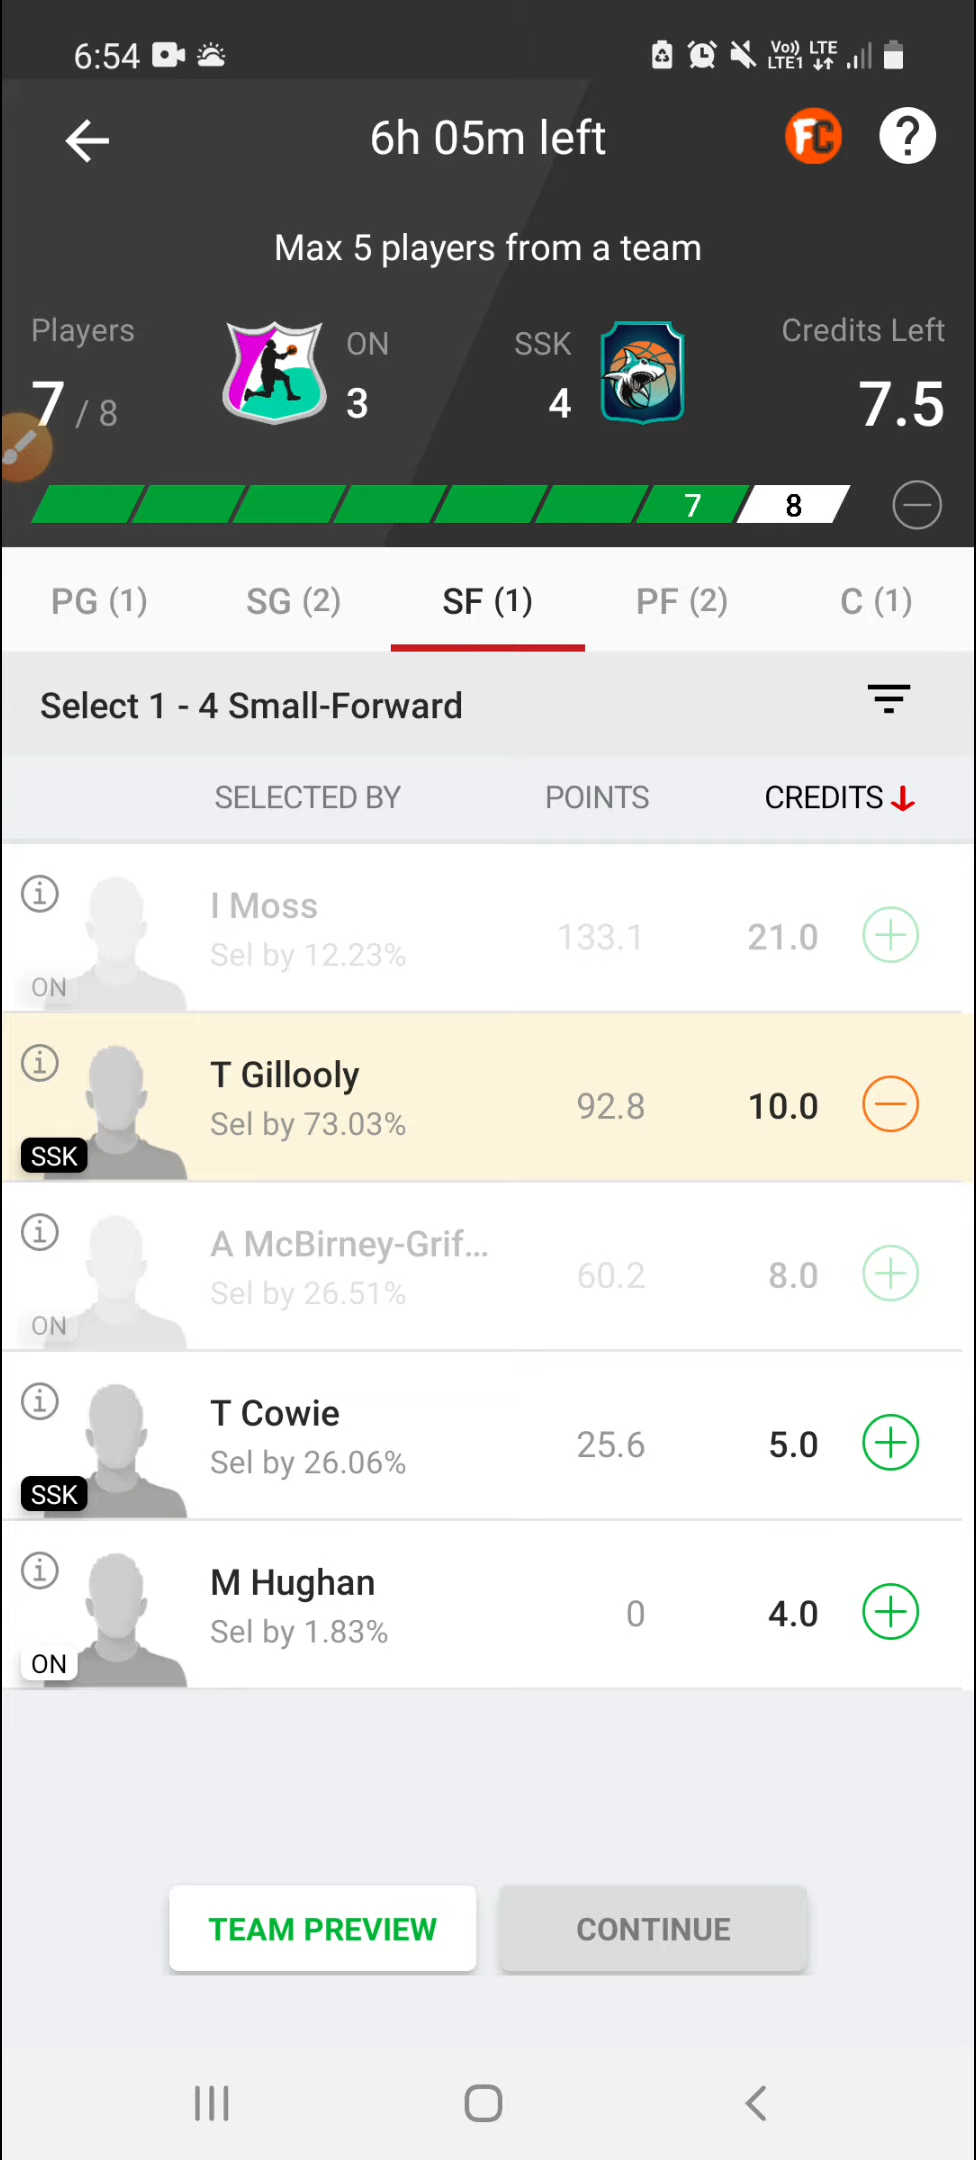 6:54
Vo)) LTE
LTE1
6h 05m left
FC
?
Max 5 players from a team
Players
7 / 8
ON
3
SSK
4
Credits Left
7.5
7
8
PG (1)
SG (2)
SF (1)
PF (2)
C (1)
Select 1 - 4 Small-Forward
SELECTED BY
POINTS
CREDITS
I Moss
Sel by 12.23%
133.1
21.0
ON
T Gillooly
Sel by 73.03%
92.8
10.0
SSK
A McBirney-Grif...
Sel by 26.51%
60.2
8.0
ON
T Cowie
Sel by 26.06%
25.6
5.0
SSK
M Hughan
Sel by 1.83%
0
4.0
ON
TEAM PREVIEW
CONTINUE